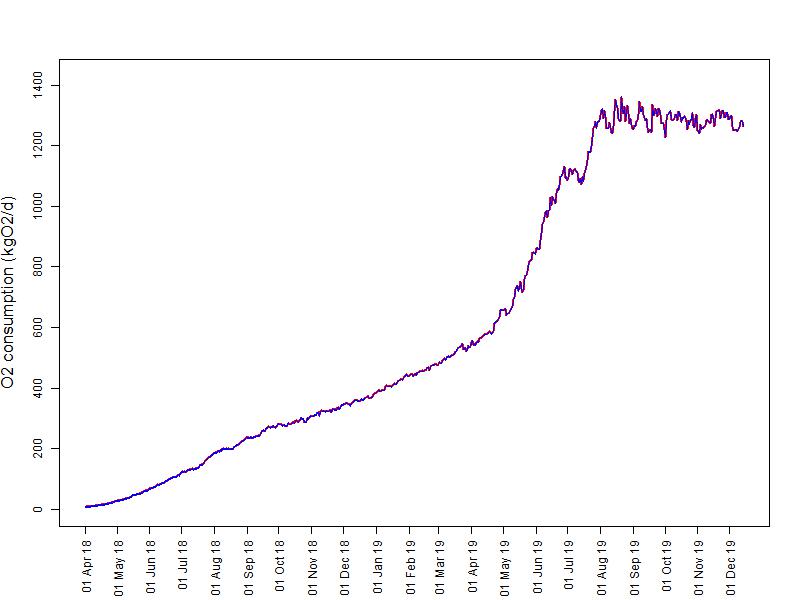 O2 consumption (kgO2/d)
1400
1200
1000
800
600
400
200
0
01 Apr 18
01 May 18
01 Jun 18
01 Jul 18
01 Aug 18
01 Sep 18
01 Oct 18
01 Nov 18
01 Dec 18
01 Jan 19
01 Feb 19
01 Mar 19
01 Apr 19
01 May 19
01 Jun 19
01 Jul 19
01 Aug 19
01 Sep 19
01 Oct 19
01 Nov 19
01 Dec 19